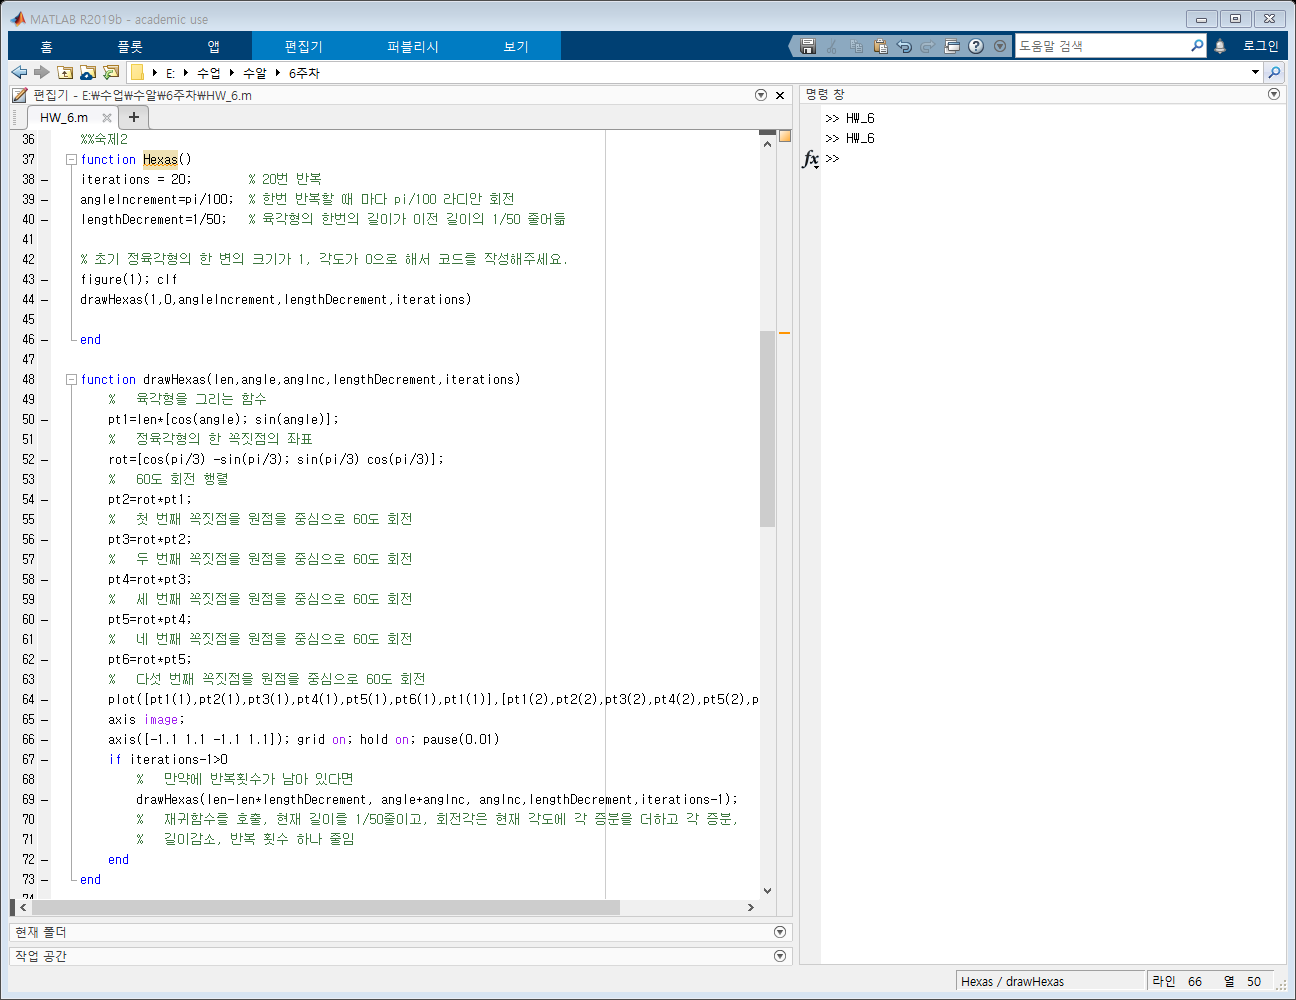 MATLAB R2019b - academic use
홈 플롯 앱 편집기 퍼블리시 보기 도움말 검색 로그인
E: 수업 수알 6주차
편집기 - E:₩수업₩수알₩6주차₩HW_6.m
HW_6.m +
36 %%숙제2
37 function Hexas()
38 – iterations = 20; % 20번 반복
39 – angleIncrement=pi/100; % 한번 반복할 때 마다 pi/100 라디안 회전
40 – lengthDecrement=1/50; % 육각형의 한번의 길이가 이전 길이의 1/50 줄어듦
41
42 % 초기 정육각형의 한 변의 크기가 1, 각도가 0으로 해서 코드를 작성해주세요.
43 – figure(1); clf
44 – drawHexas(1,0,angleIncrement,lengthDecrement,iterations)
45
46 – end
47
48 function drawHexas(len,angle,angInc,lengthDecrement,iterations)
49 % 육각형을 그리는 함수
50 – pt1=len*[cos(angle); sin(angle)];
51 % 정육각형의 한 꼭짓점의 좌표
52 – rot=[cos(pi/3) -sin(pi/3); sin(pi/3) cos(pi/3)];
53 % 60도 회전 행렬
54 – pt2=rot*pt1;
55 % 첫 번째 꼭짓점을 원점을 중심으로 60도 회전
56 – pt3=rot*pt2;
57 % 두 번째 꼭짓점을 원점을 중심으로 60도 회전
58 – pt4=rot*pt3;
59 % 세 번째 꼭짓점을 원점을 중심으로 60도 회전
60 – pt5=rot*pt4;
61 % 네 번째 꼭짓점을 원점을 중심으로 60도 회전
62 – pt6=rot*pt5;
63 % 다섯 번째 꼭짓점을 원점을 중심으로 60도 회전
64 – plot([pt1(1),pt2(1),pt3(1),pt4(1),pt5(1),pt6(1),pt1(1)],[pt1(2),pt2(2),pt3(2),pt4(2),pt5(2),p
65 – axis image;
66 – axis([-1.1 1.1 -1.1 1.1]); grid on; hold on; pause(0.01)
67 – if iterations-1>0
68 % 만약에 반복횟수가 남아 있다면
69 – drawHexas(len-len*lengthDecrement, angle+angInc, angInc,lengthDecrement,iterations-1);
70 % 재귀함수를 호출, 현재 길이를 1/50줄이고, 회전각은 현재 각도에 각 증분을 더하고 각 증분,
71 % 길이감소, 반복 횟수 하나 줄임
72 – end
73 – end
현재 폴더
작업 공간
명령 창
>> HW_6
>> HW_6
fx >>
Hexas / drawHexas 라인 66 열 50